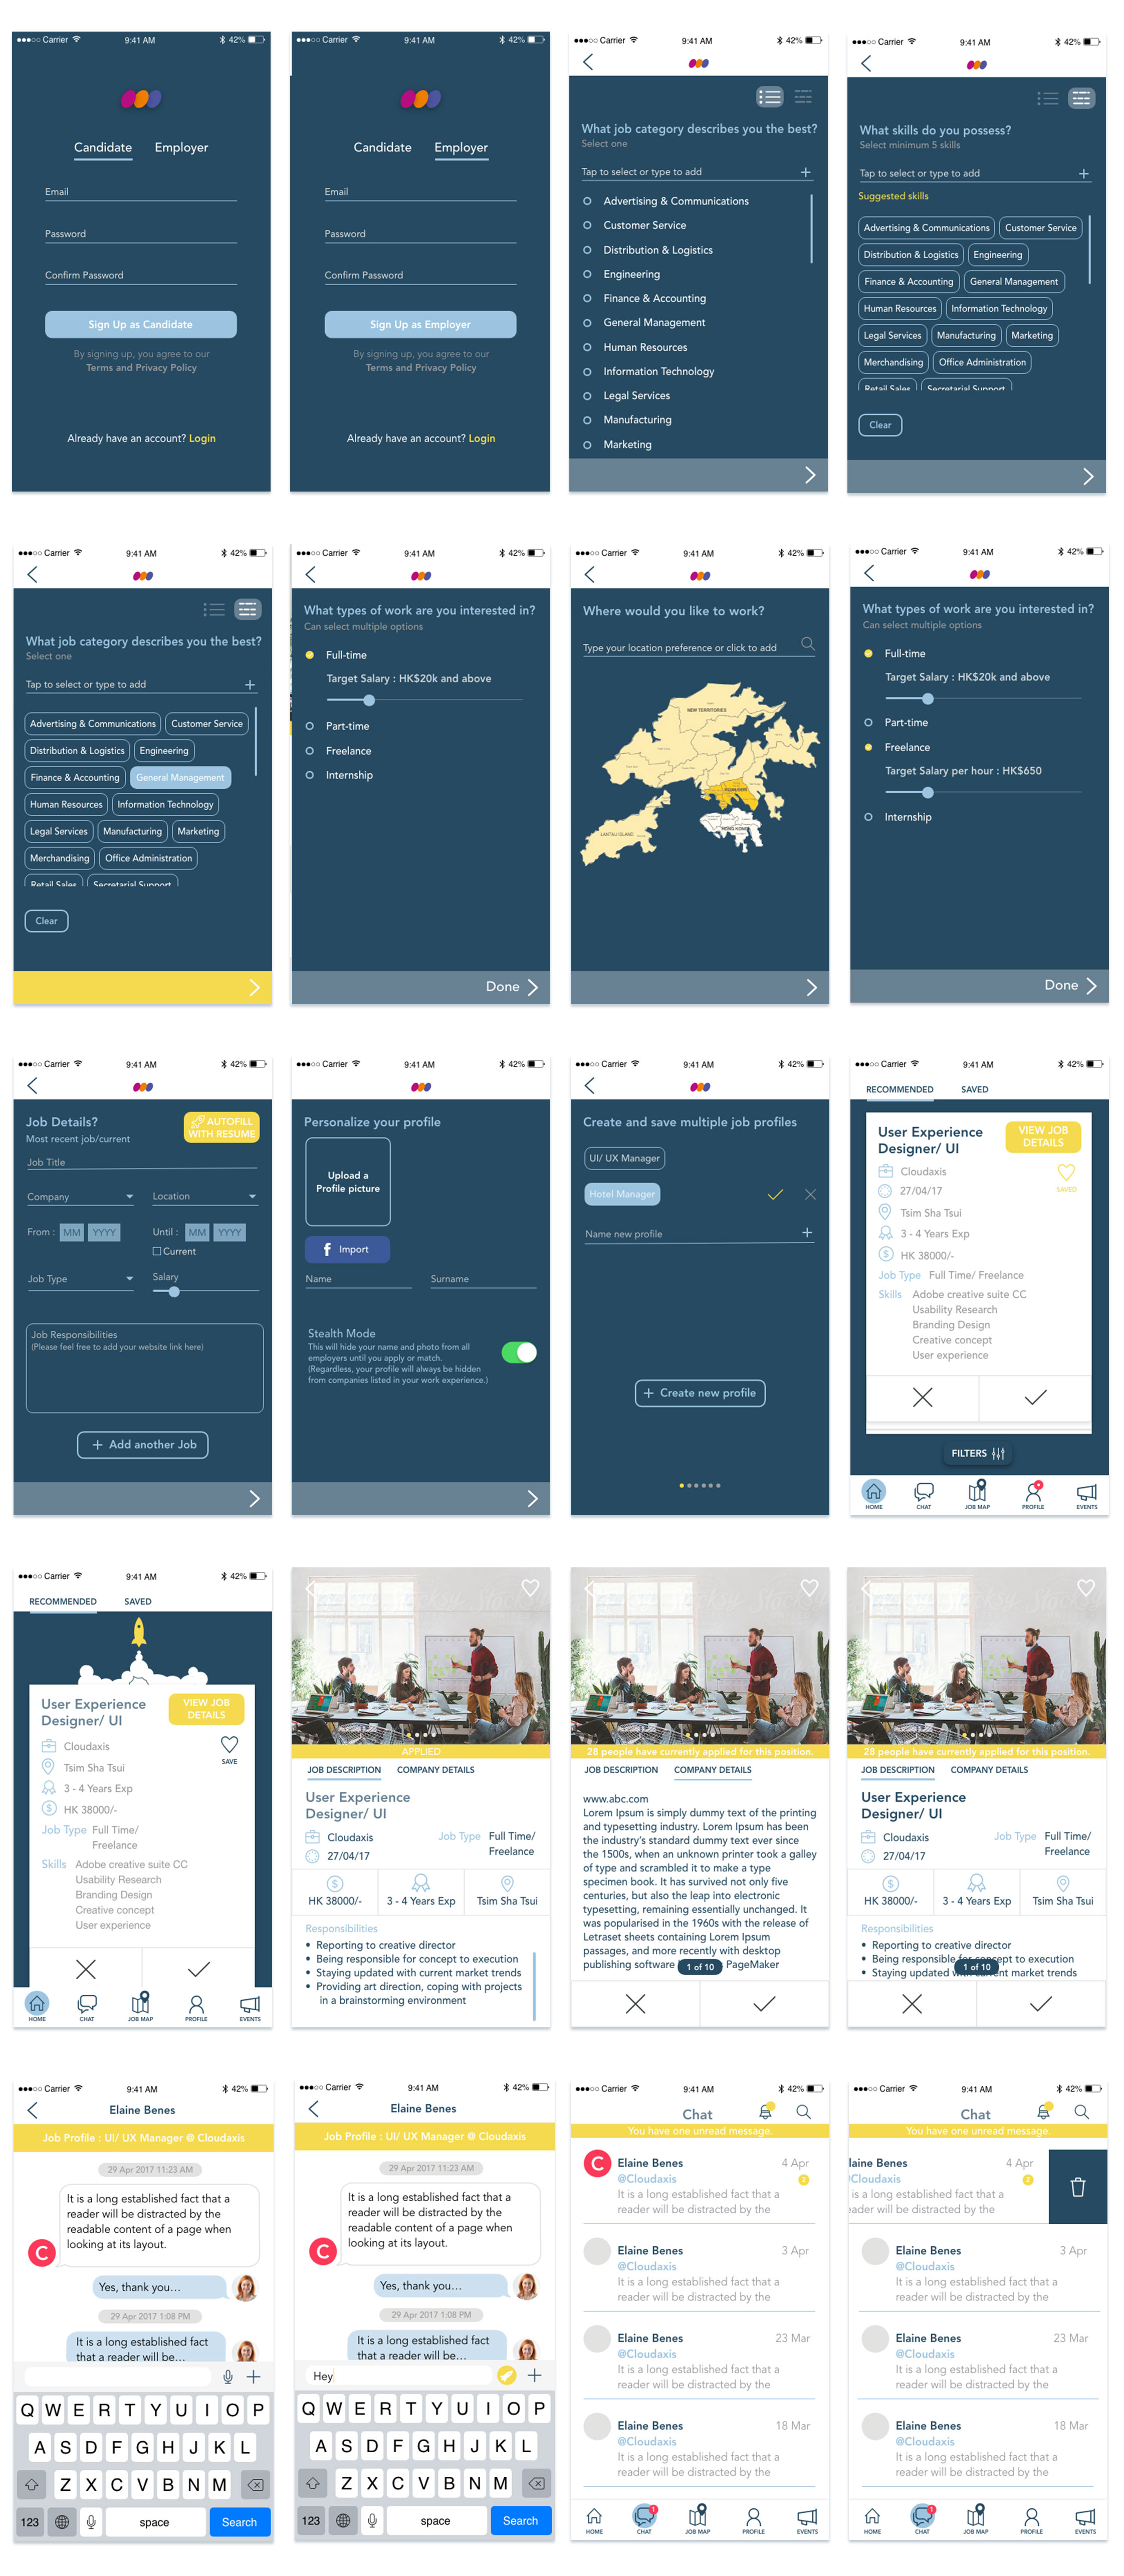 Carrier 9:41 AM 42%
Candidate Employer
Email
Password
Confirm Password
Sign Up as Candidate
By signing up, you agree to our
Terms and Privacy Policy
Already have an account? Login
Carrier 9:41 AM 42%
Candidate Employer
Email
Password
Confirm Password
Sign Up as Employer
By signing up, you agree to our
Terms and Privacy Policy
Already have an account? Login
Carrier 9:41 AM 42%
What job category describes you the best?
Select one
Tap to select or type to add
Advertising & Communications
Customer Service
Distribution & Logistics
Engineering
Finance & Accounting
General Management
Human Resources
Information Technology
Legal Services
Manufacturing
Marketing
Carrier 9:41 AM 42%
What skills do you possess?
Select minimum 5 skills
Tap to select or type to add
Suggested skills
Advertising & Communications Customer Service
Distribution & Logistics Engineering
Finance & Accounting General Management
Human Resources Information Technology
Legal Services Manufacturing Marketing
Merchandising Office Administration
Retail Sales Secretarial Support
Clear
Carrier 9:41 AM 42%
What job category describes you the best?
Select one
Tap to select or type to add
Advertising & Communications Customer Service
Distribution & Logistics Engineering
Finance & Accounting General Management
Human Resources Information Technology
Legal Services Manufacturing Marketing
Merchandising Office Administration
Retail Sales Secretarial Support
Clear
Carrier 9:41 AM 42%
What types of work are you interested in?
Can select multiple options
Full-time
Target Salary : HK$20k and above
Part-time
Freelance
Internship
Done
Carrier 9:41 AM 42%
Where would you like to work?
Type your location preference or click to add
NEW TERRITORIES
KOWLOON
HONG KONG
LANTAU ISLAND
Carrier 9:41 AM 42%
What types of work are you interested in?
Can select multiple options
Full-time
Target Salary : HK$20k and above
Part-time
Freelance
Target Salary per hour : HK$650
Internship
Done
Carrier 9:41 AM 42%
Job Details?
Most recent job/current
AUTOFILL
WITH RESUME
Job Title
Company Location
From : MM YYYY Until : MM YYYY
Current
Job Type Salary
Job Responsibilities
(Please feel free to add your website link here)
+ Add another Job
Carrier 9:41 AM 42%
Personalize your profile
Upload a
Profile picture
f Import
Name Surname
Stealth Mode
This will hide your name and photo from all
employers until you apply or match.
(Regardless, your profile will always be hidden
from companies listed in your work experience.)
Carrier 9:41 AM 42%
Create and save multiple job profiles
UI/ UX Manager
Hotel Manager
Name new profile
+ Create new profile
Carrier 9:41 AM 42%
RECOMMENDED SAVED
User Experience
Designer/ UI
VIEW JOB
DETAILS
Cloudaxis
SAVED
27/04/17
Tsim Sha Tsui
3 - 4 Years Exp
HK 38000/-
Job Type Full Time/ Freelance
Skills Adobe creative suite CC
Usability Research
Branding Design
Creative concept
User experience
FILTERS
HOME CHAT JOB MAP PROFILE EVENTS
Carrier 9:41 AM 42%
RECOMMENDED SAVED
User Experience
Designer/ UI
VIEW JOB
DETAILS
Cloudaxis
SAVE
Tsim Sha Tsui
3 - 4 Years Exp
HK 38000/-
Job Type Full Time/
Freelance
Skills Adobe creative suite CC
Usability Research
Branding Design
Creative concept
User experience
HOME CHAT JOB MAP PROFILE EVENTS
APPLIED
JOB DESCRIPTION COMPANY DETAILS
User Experience
Designer/ UI
Cloudaxis Job Type Full Time/
27/04/17 Freelance
HK 38000/- 3 - 4 Years Exp Tsim Sha Tsui
Responsibilities
• Reporting to creative director
• Being responsible for concept to execution
• Staying updated with current market trends
• Providing art direction, coping with projects
in a brainstorming environment
28 people have currently applied for this position.
JOB DESCRIPTION COMPANY DETAILS
www.abc.com
Lorem Ipsum is simply dummy text of the printing
and typesetting industry. Lorem Ipsum has been
the industry's standard dummy text ever since
the 1500s, when an unknown printer took a galley
of type and scrambled it to make a type
specimen book. It has survived not only five
centuries, but also the leap into electronic
typesetting, remaining essentially unchanged. It
was popularised in the 1960s with the release of
Letraset sheets containing Lorem Ipsum
passages, and more recently with desktop
publishing software PageMaker
1 of 10
28 people have currently applied for this position.
JOB DESCRIPTION COMPANY DETAILS
User Experience
Designer/ UI
Cloudaxis Job Type Full Time/
27/04/17 Freelance
HK 38000/- 3 - 4 Years Exp Tsim Sha Tsui
Responsibilities
• Reporting to creative director
• Being responsible for concept to execution
• Staying updated with current market trends
1 of 10
Carrier 9:41 AM 42%
Elaine Benes
Job Profile : UI/ UX Manager @ Cloudaxis
29 Apr 2017 11:23 AM
It is a long established fact that a
reader will be distracted by the
readable content of a page when
looking at its layout.
C
Yes, thank you...
29 Apr 2017 1:08 PM
It is a long established fact
that a reader will be...
Q W E R T Y U I O P
A S D F G H J K L
Z X C V B N M
123 space Search
Carrier 9:41 AM 42%
Elaine Benes
Job Profile : UI/ UX Manager @ Cloudaxis
29 Apr 2017 11:23 AM
It is a long established fact that a
reader will be distracted by the
readable content of a page when
looking at its layout.
C
Yes, thank you...
29 Apr 2017 1:08 PM
It is a long established fact
that a reader will be...
Hey
Q W E R T Y U I O P
A S D F G H J K L
Z X C V B N M
123 space Search
Carrier 9:41 AM 42%
Chat
You have one unread message.
C Elaine Benes 4 Apr
@Cloudaxis 2
It is a long established fact that a
reader will be distracted by the
Elaine Benes 3 Apr
@Cloudaxis
It is a long established fact that a
reader will be distracted by the
Elaine Benes 23 Mar
@Cloudaxis
It is a long established fact that a
reader will be distracted by the
Elaine Benes 18 Mar
@Cloudaxis
It is a long established fact that a
reader will be distracted by the
HOME CHAT 1 JOB MAP PROFILE EVENTS
Carrier 9:41 AM 42%
Chat
You have one unread message.
laine Benes 4 Apr
Cloudaxis 2
is a long established fact that a
eader will be distracted by the
Elaine Benes 3 Apr
@Cloudaxis
It is a long established fact that a
reader will be distracted by the
Elaine Benes 23 Mar
@Cloudaxis
It is a long established fact that a
reader will be distracted by the
Elaine Benes 18 Mar
@Cloudaxis
It is a long established fact that a
reader will be distracted by the
HOME CHAT 1 JOB MAP PROFILE EVENTS